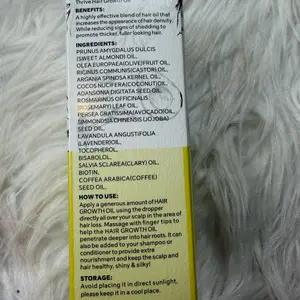 Thrive Hair Growth Oil
BENEFITS:
A highly effective blend of hair oil that
increases the appearance of hair density.
While reducing signs of shedding to
promote thicker, fuller looking hair.
INGREDIENTS:
PRUNUS AMYGDALUS DULCIS
(SWEET ALMOND) OIL,
OLEA EUROPAEA(OLIVE)FRUIT OIL
RICINUS COMMUNIS(CASTOR) OIL,
ARGANIA SPINOSA KERNEL OIL,
COCOS NUCIFERA(COCONUT)OIL,
ADANSONIA DIGITATA SEED OIL,
ROSMARINUS OFFICINALIS
(ROSEMARY) LEAF OIL,
PERSEA GRATISSIMA(AVOCADO)OIL,
SIMMONDSIA CHINENSIS (JOJOBA)
SEED OIL,
LAVANDULA ANGUSTIFOLIA
(LAVENDER)OIL,
TOCOPHEROL,
BISABOLOL,
SALVIA SCLAREA(CLARY) OIL,
BIOTIN,
COFFEA ARABICA(COFFEE)
SEED OIL.
HOW TO USE:
Apply a generous amount of HAIR
GROWTH OIL using the dropper
directly all over your scalp in the area of
hair loss. Massage with finger tips to
help the HAIR GROWTH OIL
penetrate deeper into hair roots. It can
also be added to your shampoo or
conditioner to provide extra
nourishment and keep the scalp and
hair healthy, shiny & silky!
STORAGE:
Avoid placing it in direct sunlight,
please keep it in a cool place.